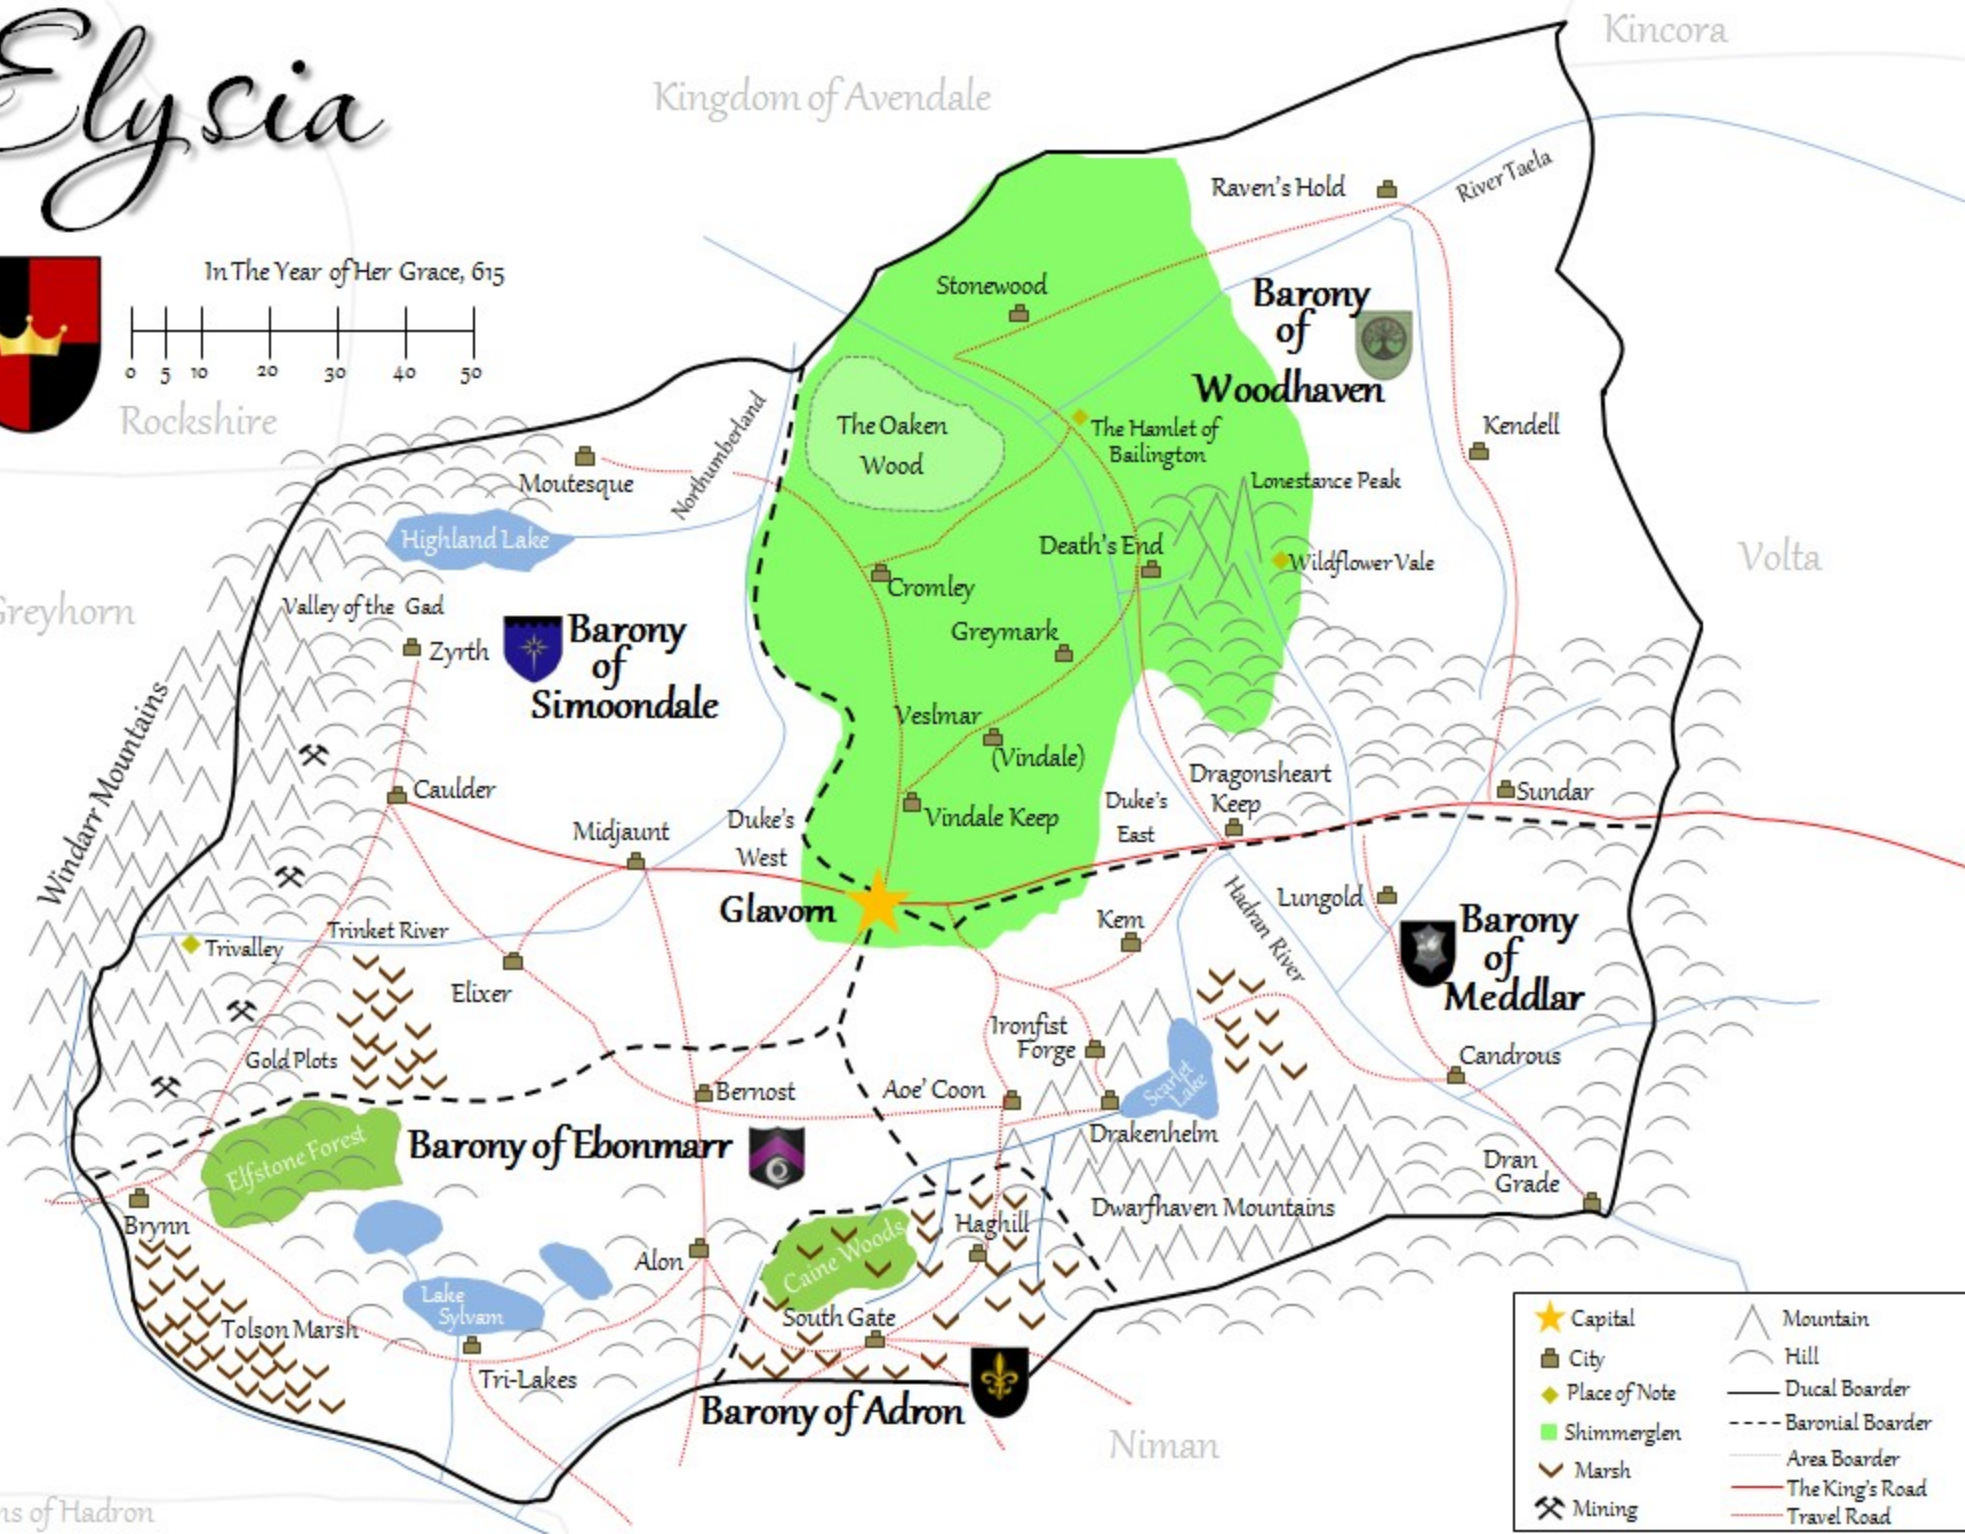 Elysia
Kincora
Kingdom of Avendale
River Taela
Raven's Hold
In The Year of Her Grace, 615
0 5 10 20 30 40 50
Stonewood
Barony
of
Woodhaven
Rockshire
Northumberland
The Oaken
Wood
The Hamlet of
Bailington
Kendell
Moutesque
Lonestance Peak
Highland Lake
Death's End
Wildflower Vale
Volta
Greyhorn
Valley of the Gad
Cromley
Zyrth
Barony
of
Simoondale
Greymark
Windarr Mountains
Veslmar
(Vindale)
Caulder
Dragonsheart
Keep
Sundar
Midjaunt
Duke's
West
Vindale Keep
Duke's
East
Glavorn
Lungold
Kem
Hadran River
Barony
of
Meddlar
Trinket River
Trivalley
Elixer
Gold Plots
Ironfist
Forge
Candrous
Scarlet
Lake
Bernost
Aoe' Coon
Drakenhelm
Elfstone Forest
Barony of Ebonmarr
Dran
Grade
Dwarfhaven Mountains
Brynn
Haghill
Alon
Caine Woods
Lake
Sylvam
South Gate
Tolson Marsh
Tri-Lakes
Barony of Adron
Niman
ns of Hadron
Capital
City
Place of Note
Shimmerglen
Marsh
Mining
Mountain
Hill
Ducal Boarder
Baronial Boarder
Area Boarder
The King's Road
Travel Road